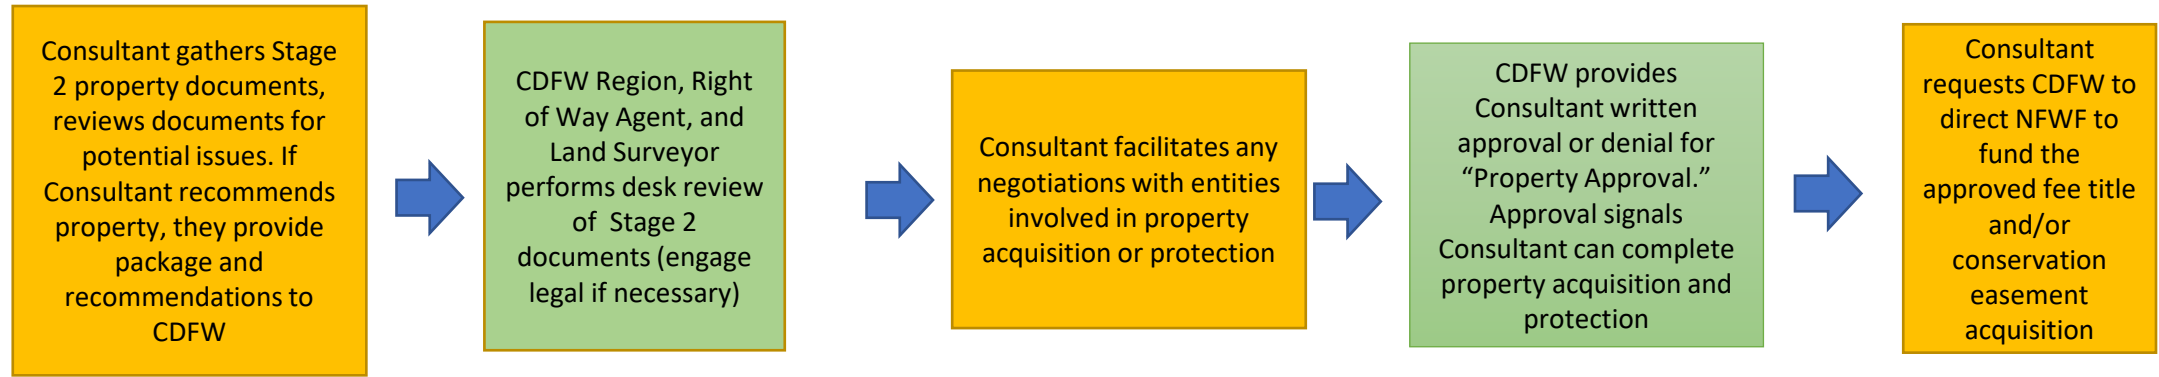 Consultant gathers Stage
2 property documents,
reviews documents for
potential issues. If
Consultant recommends
property, they provide
package and
recommendations to
CDFW
CDFW Region, Right
of Way Agent, and
Land Surveyor
performs desk review
of Stage 2
documents (engage
legal if necessary)
Consultant facilitates any
negotiations with entities
involved in property
acquisition or protection
CDFW provides
Consultant written
approval or denial for
“Property Approval.”
Approval signals
Consultant can complete
property acquisition and
protection
Consultant
requests CDFW to
direct NFWF to
fund the
approved fee title
and/or
conservation
easement
acquisition